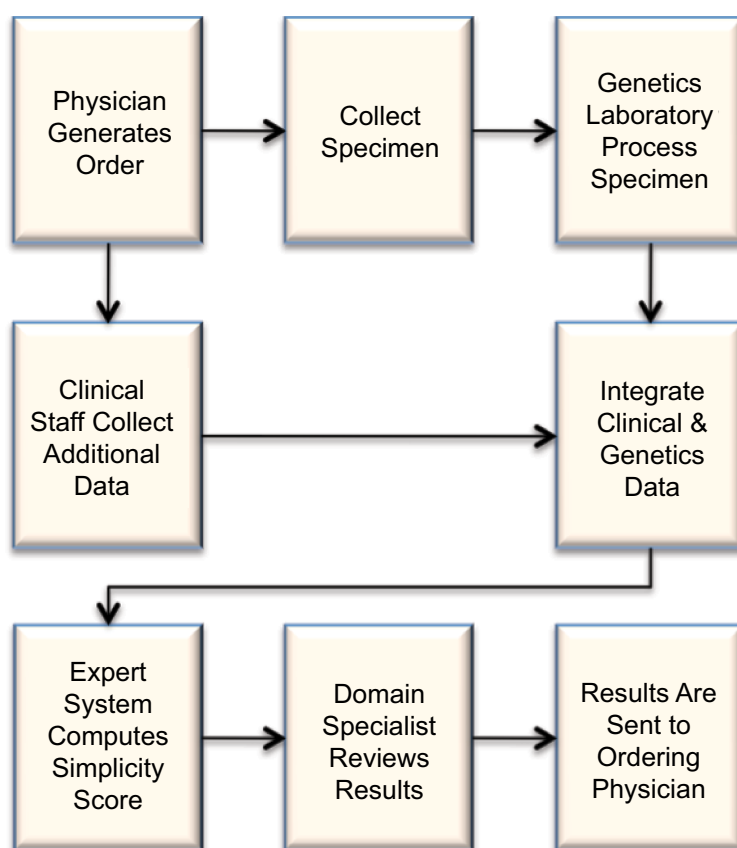 Physician
Generates
Order
Collect
Specimen
Genetics
Laboratory
Process
Specimen
Clinical
Staff Collect
Additional
Data
Integrate
Clinical &
Genetics
Data
Expert
System
Computes
Simplicity
Score
Domain
Specialist
Reviews
Results
Results Are
Sent to
Ordering
Physician